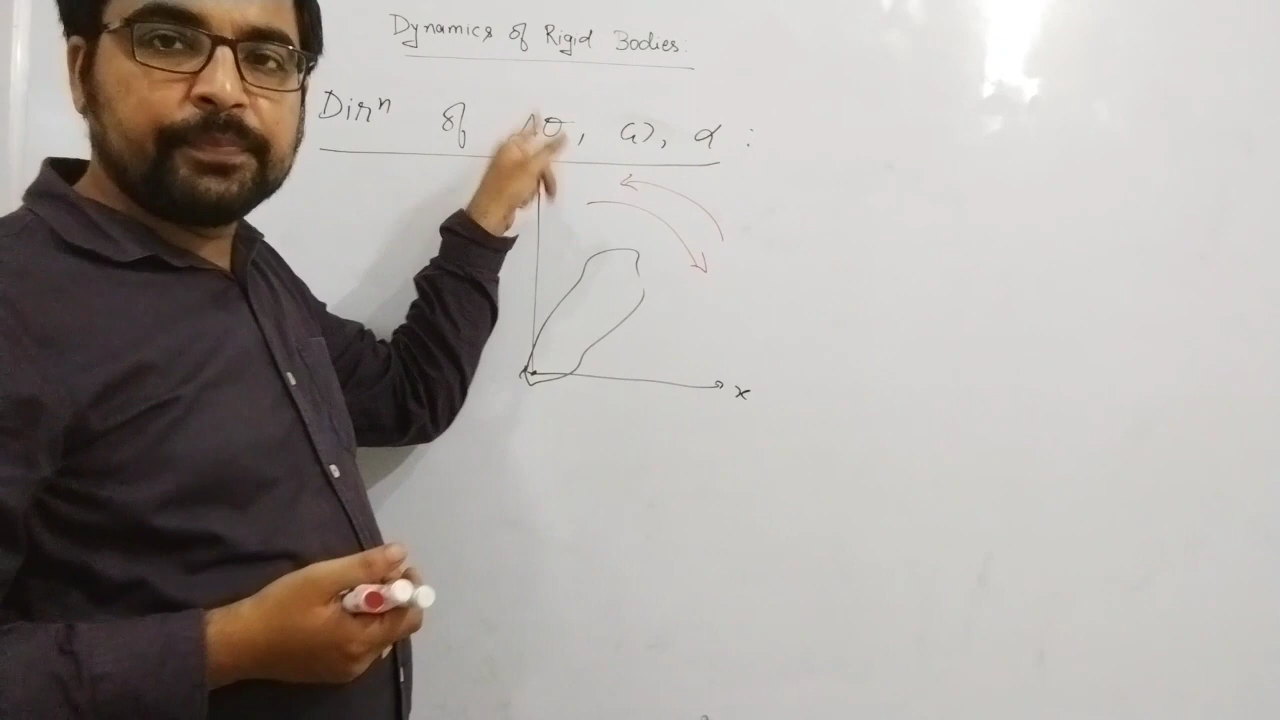 Dynamics of Rigid Bodies:
Dirⁿ of Δθ, ω, α :
x